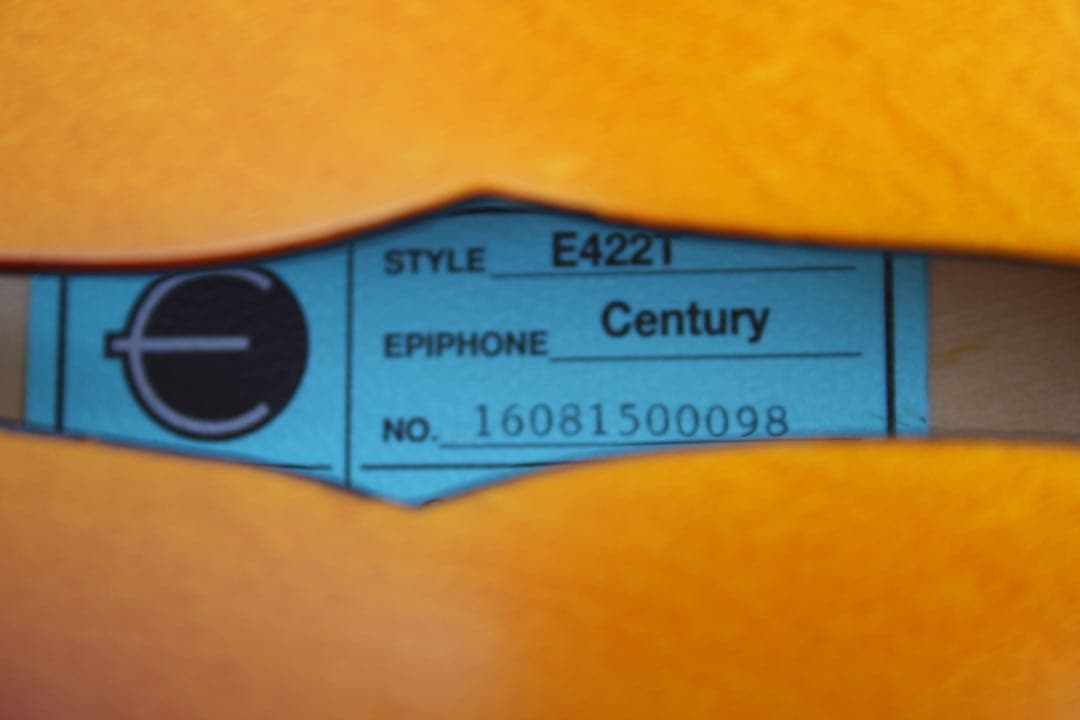 STYLE E422T
EPIPHONE Century
NO. 16081500098